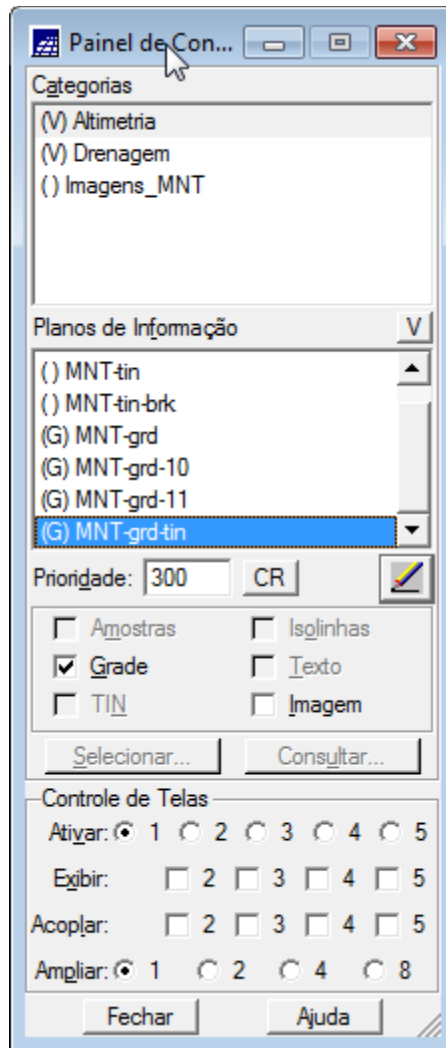 Painel de Con...
Categorias
(V) Altimetria
(V) Drenagem
( ) Imagens_MNT
Planos de Informação V
( ) MNT-tin
( ) MNT-tin-brk
(G) MNT-grd
(G) MNT-grd-10
(G) MNT-grd-11
(G) MNT-grd-tin
Prioridade: 300 CR
Amostras Isolinhas
Grade Texto
TIN Imagem
Selecionar... Consultar...
Controle de Telas
Ativar: 1 2 3 4 5
Exibir: 2 3 4 5
Acoplar: 2 3 4 5
Ampliar: 1 2 4 8
Fechar Ajuda